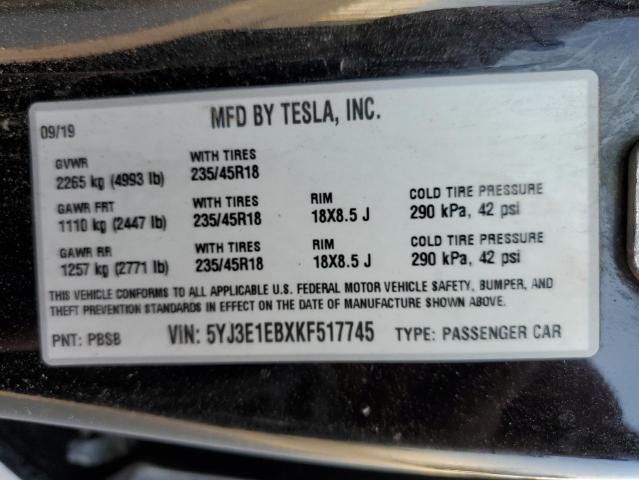 MFD BY TESLA, INC.
09/19
GVWR WITH TIRES
2265 kg (4993 lb) 235/45R18
GAWR FRT WITH TIRES RIM COLD TIRE PRESSURE
1110 kg (2447 lb) 235/45R18 18X8.5 J 290 kPa, 42 psi
GAWR RR WITH TIRES RIM COLD TIRE PRESSURE
1257 kg (2771 lb) 235/45R18 18X8.5 J 290 kPa, 42 psi
THIS VEHICLE CONFORMS TO ALL APPLICABLE U.S. FEDERAL MOTOR VEHICLE SAFETY, BUMPER, AND
THEFT PREVENTION STANDARDS IN EFFECT ON THE DATE OF MANUFACTURE SHOWN ABOVE.
PNT: PBSB VIN: 5YJ3E1EBXKF517745 TYPE: PASSENGER CAR